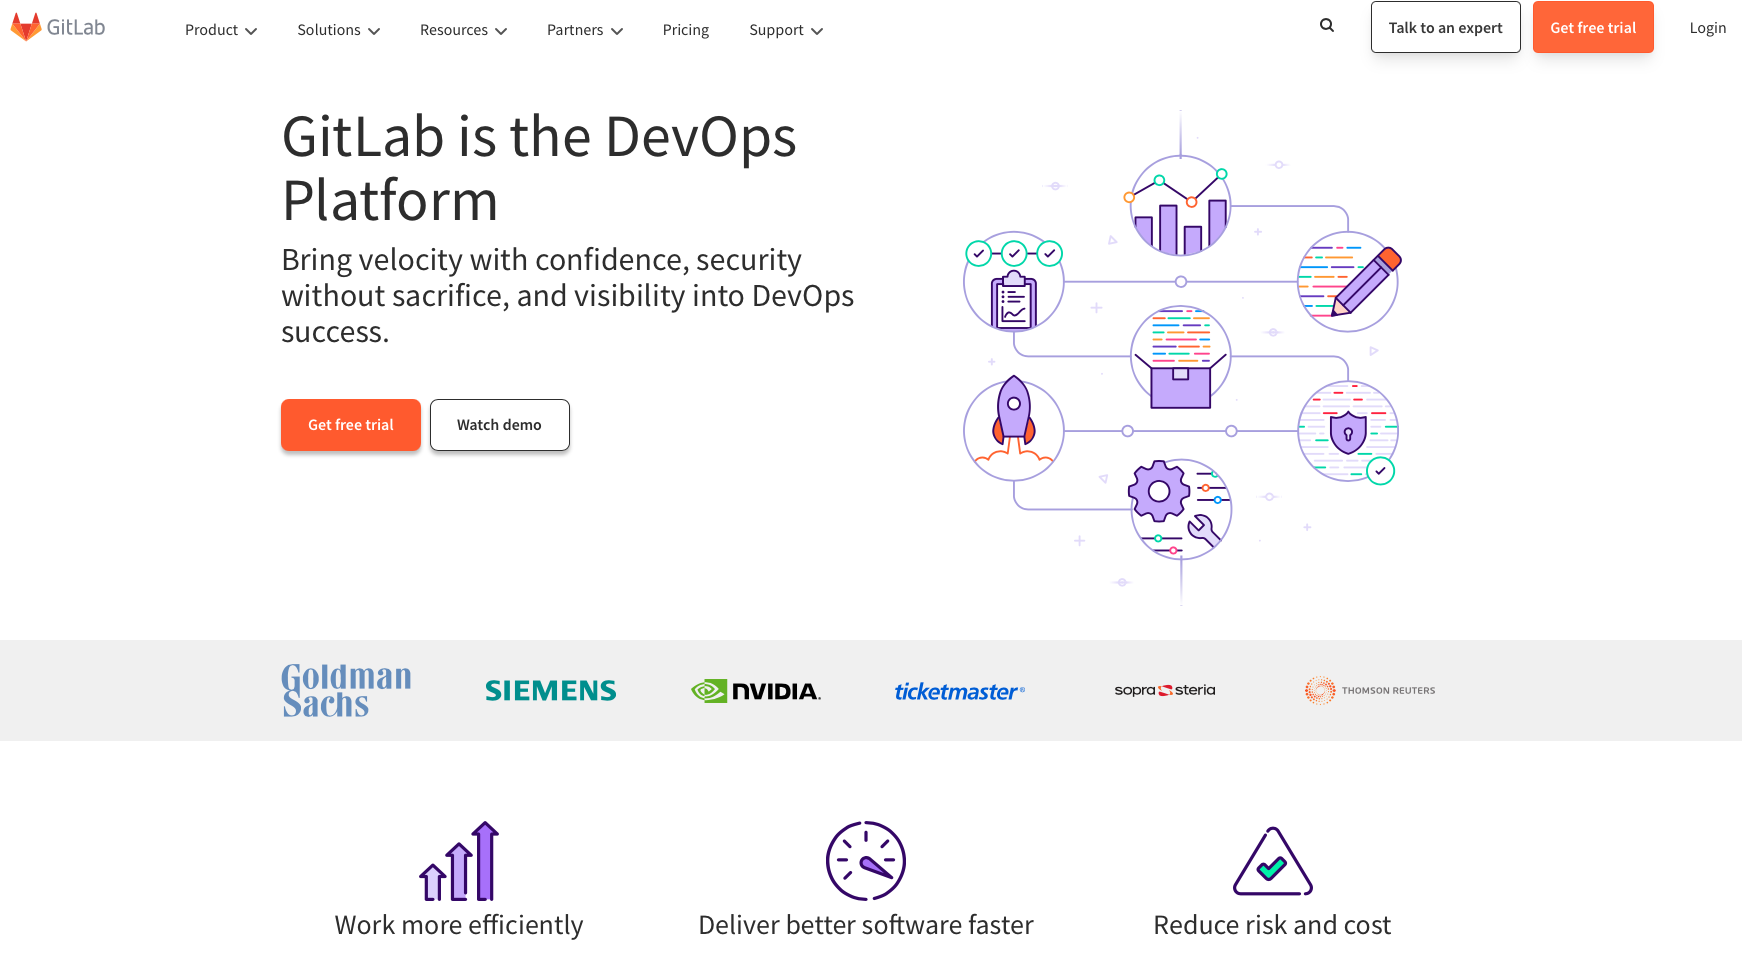 GitLab
Product
Solutions
Resources
Partners
Pricing
Support
Talk to an expert
Get free trial
Login
GitLab is the DevOps
Platform
Bring velocity with confidence, security
without sacrifice, and visibility into DevOps
success.
Get free trial
Watch demo
Goldman
Sachs
SIEMENS
NVIDIA.
ticketmaster®
sopra steria
THOMSON REUTERS
Work more efficiently
Deliver better software faster
Reduce risk and cost